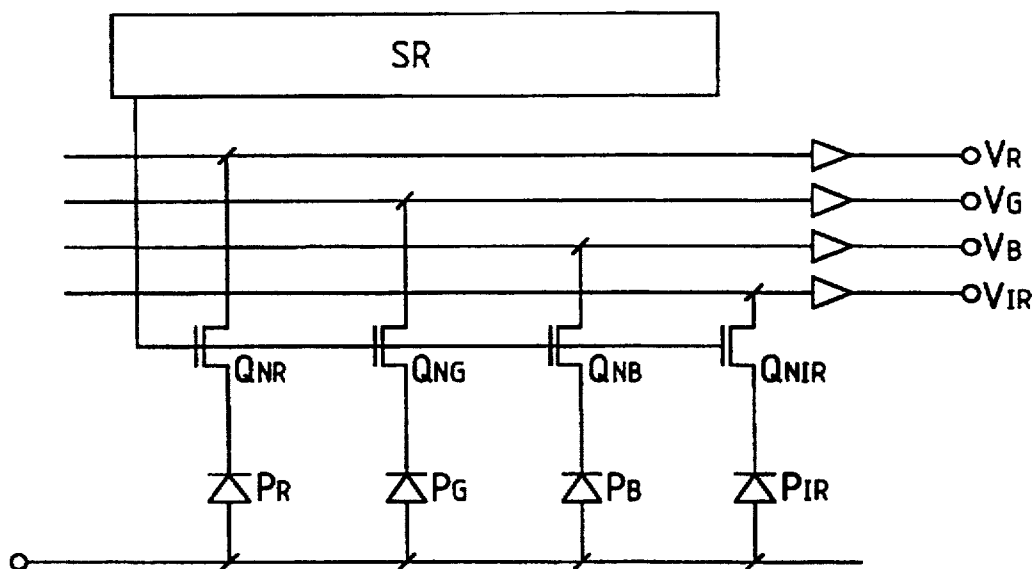 SR
VR
VG
VB
VIR
QNR QNG QNB QNIR
PR PG PB PIR